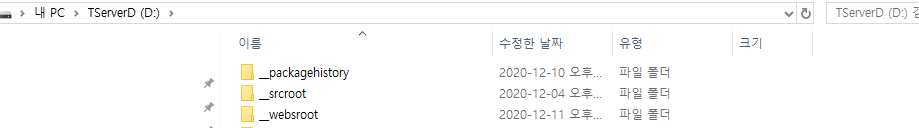 내 PC > TServerD (D:) >
TServerD (D:) 검
이름 수정한 날짜 유형 크기
__packagehistory 2020-12-10 오후... 파일 폴더
__srcroot 2020-12-04 오후... 파일 폴더
__websroot 2020-12-11 오후... 파일 폴더